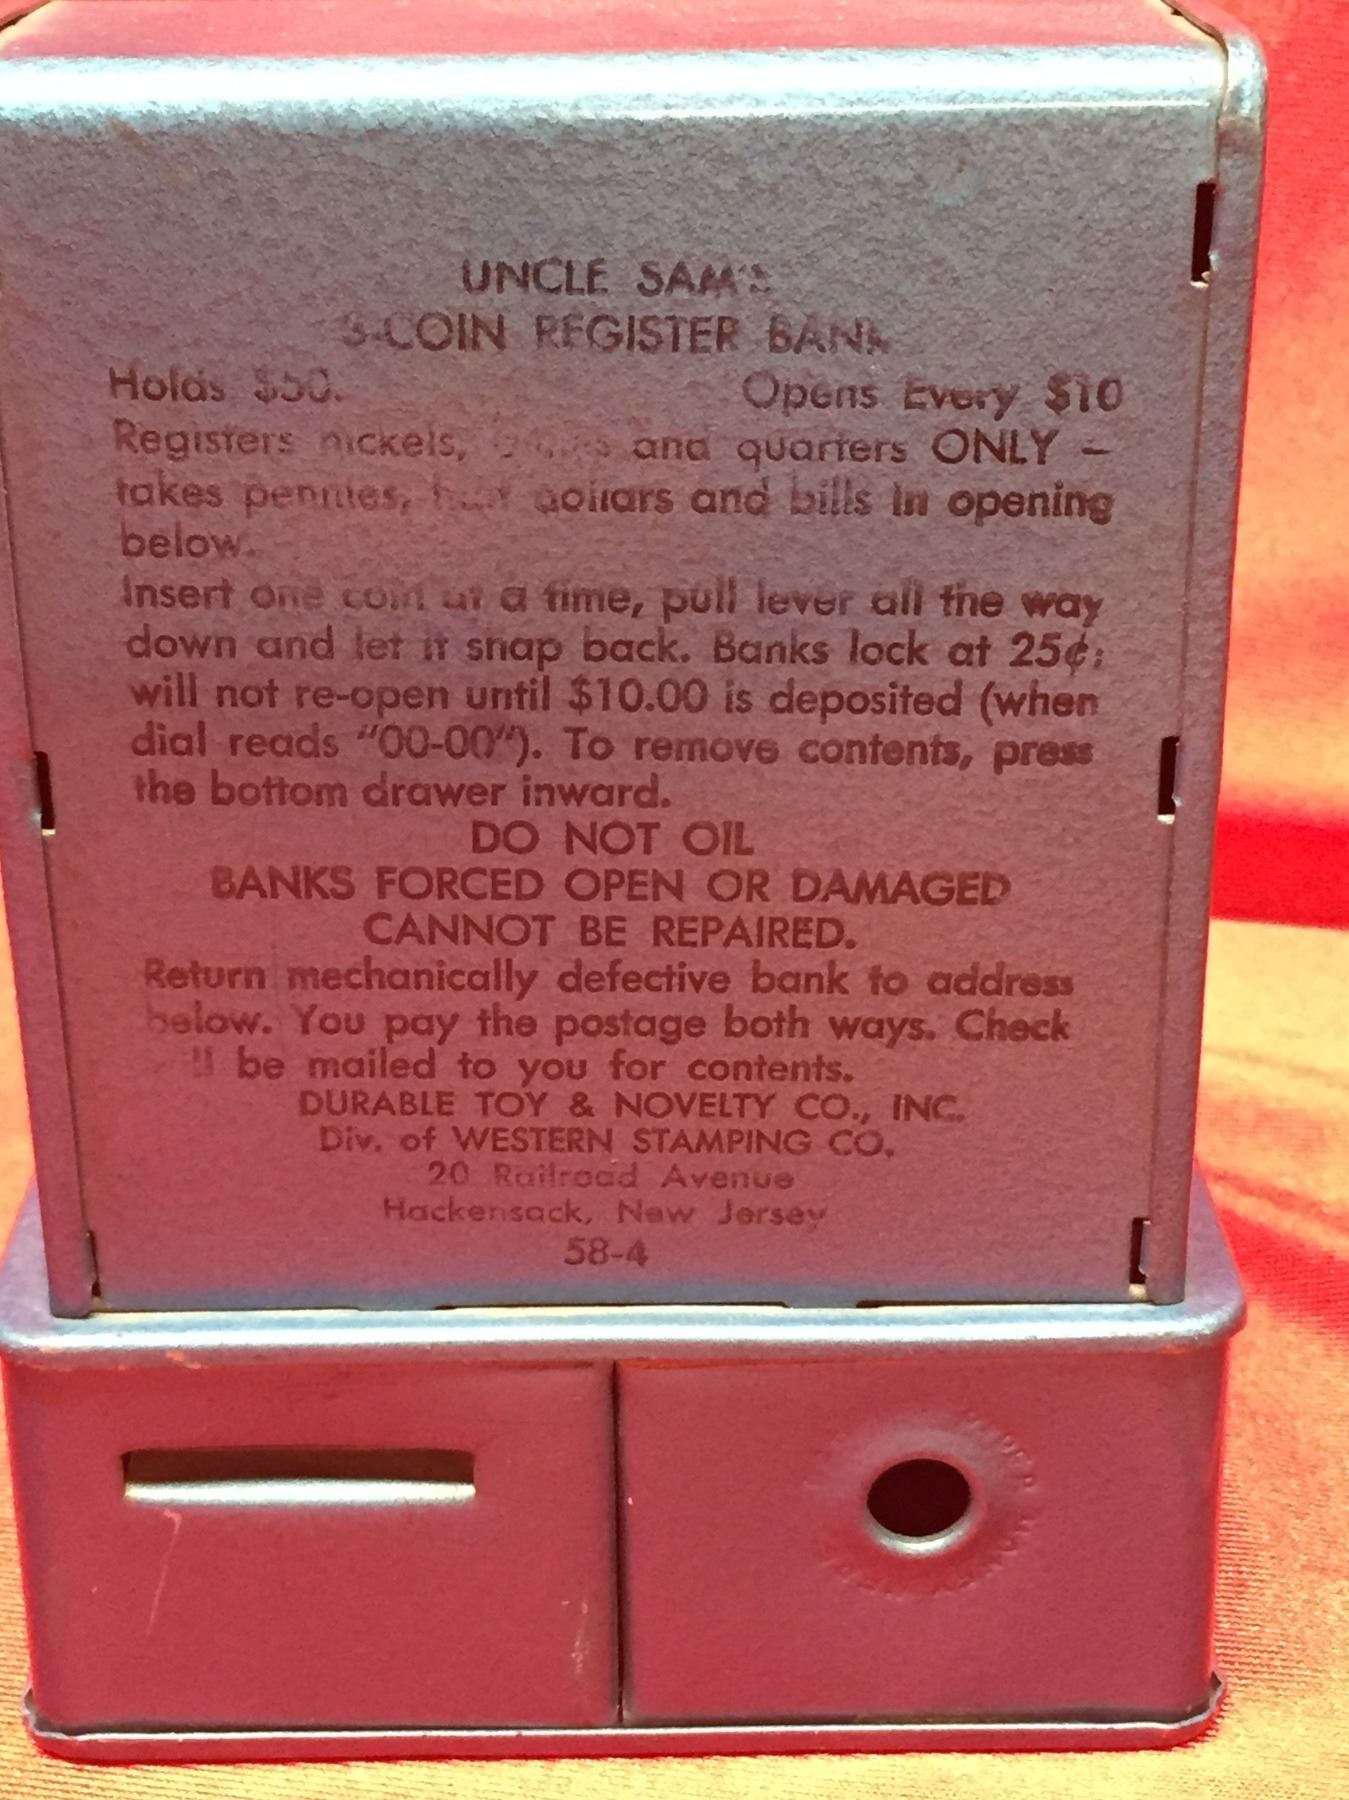 UNCLE SAM'S
3-COIN REGISTER BANK
Holds $50. Opens Every $10
Registers nickels, and quarters ONLY –
takes pennies, half dollars and bills in opening
below.
Insert one coin at a time, pull lever all the way
down and let it snap back. Banks lock at 25¢;
will not re-open until $10.00 is deposited (when
dial reads "00-00"). To remove contents, press
the bottom drawer inward.
DO NOT OIL
BANKS FORCED OPEN OR DAMAGED
CANNOT BE REPAIRED.
Return mechanically defective bank to address
below. You pay the postage both ways. Check
will be mailed to you for contents.
DURABLE TOY & NOVELTY CO., INC.
Div. of WESTERN STAMPING CO.
20 Railroad Avenue
Hackensack, New Jersey
58-4